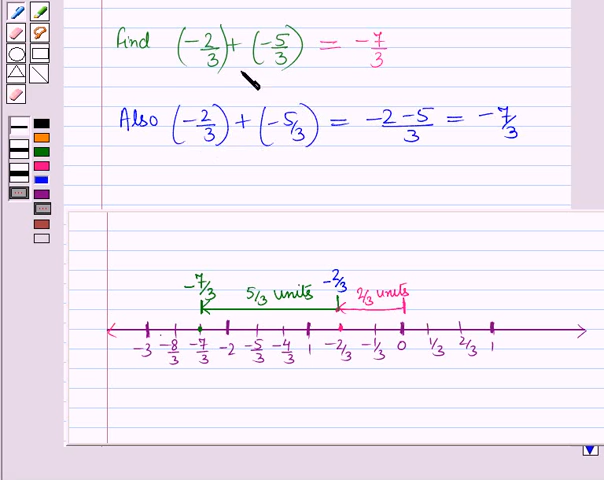 Find (-2/3) + (-5/3) = -7/3
Also (-2/3) + (-5/3) = -2-5/3 = -7/3
-7/3 5/3 units -2/3 2/3 units
-3 -8/3 -7/3 -2 -5/3 -4/3 1 -2/3 -1/3 0 1/3 2/3 1